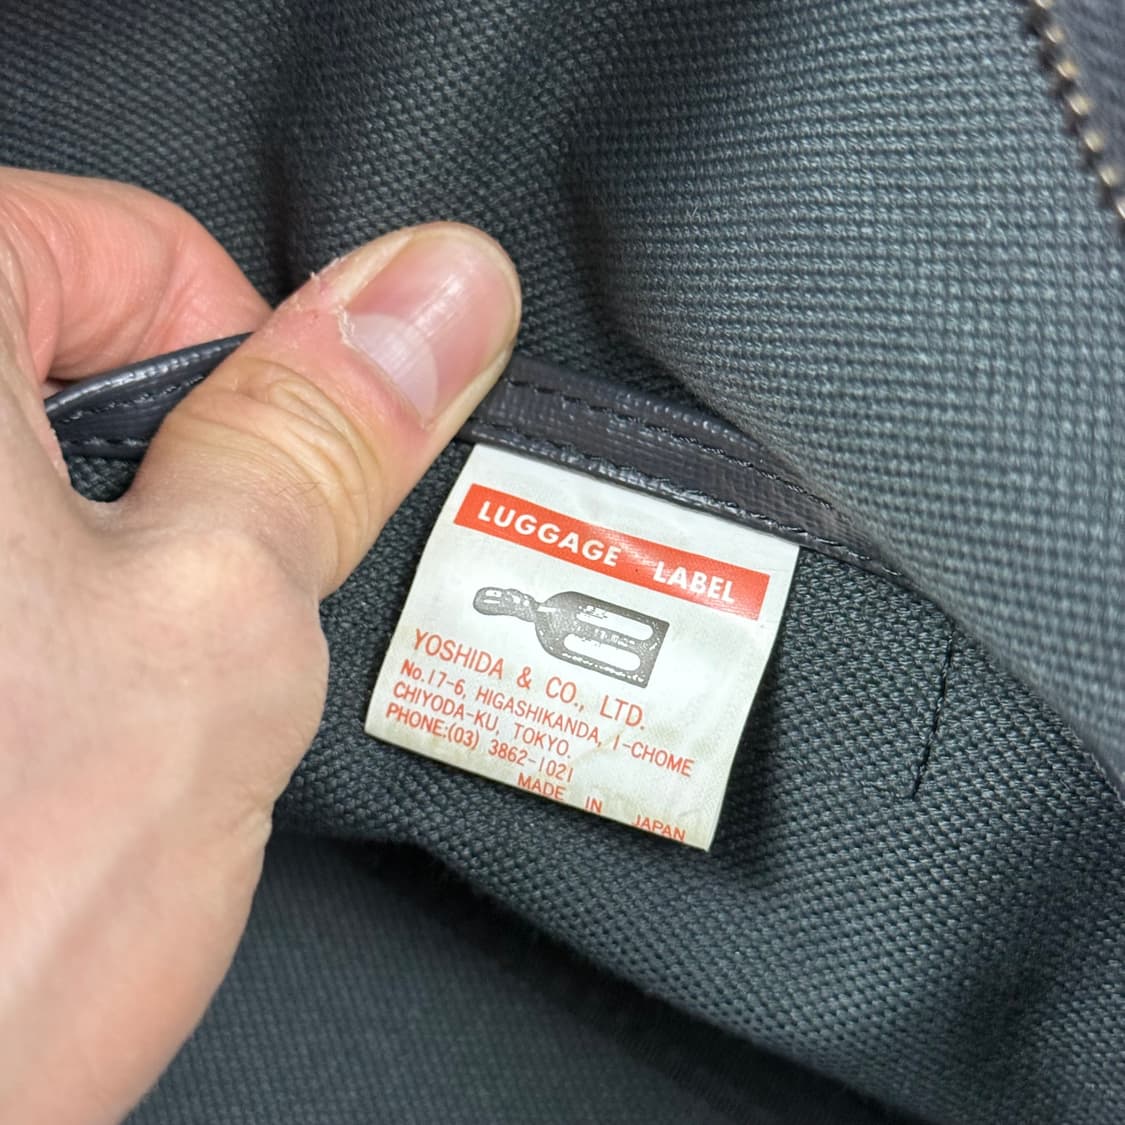 LUGGAGE LABEL
YOSHIDA & CO., LTD.
No.17-6, HIGASHIKANDA, 1-CHOME
CHIYODA-KU, TOKYO.
PHONE:(03) 3862-1021
MADE IN JAPAN